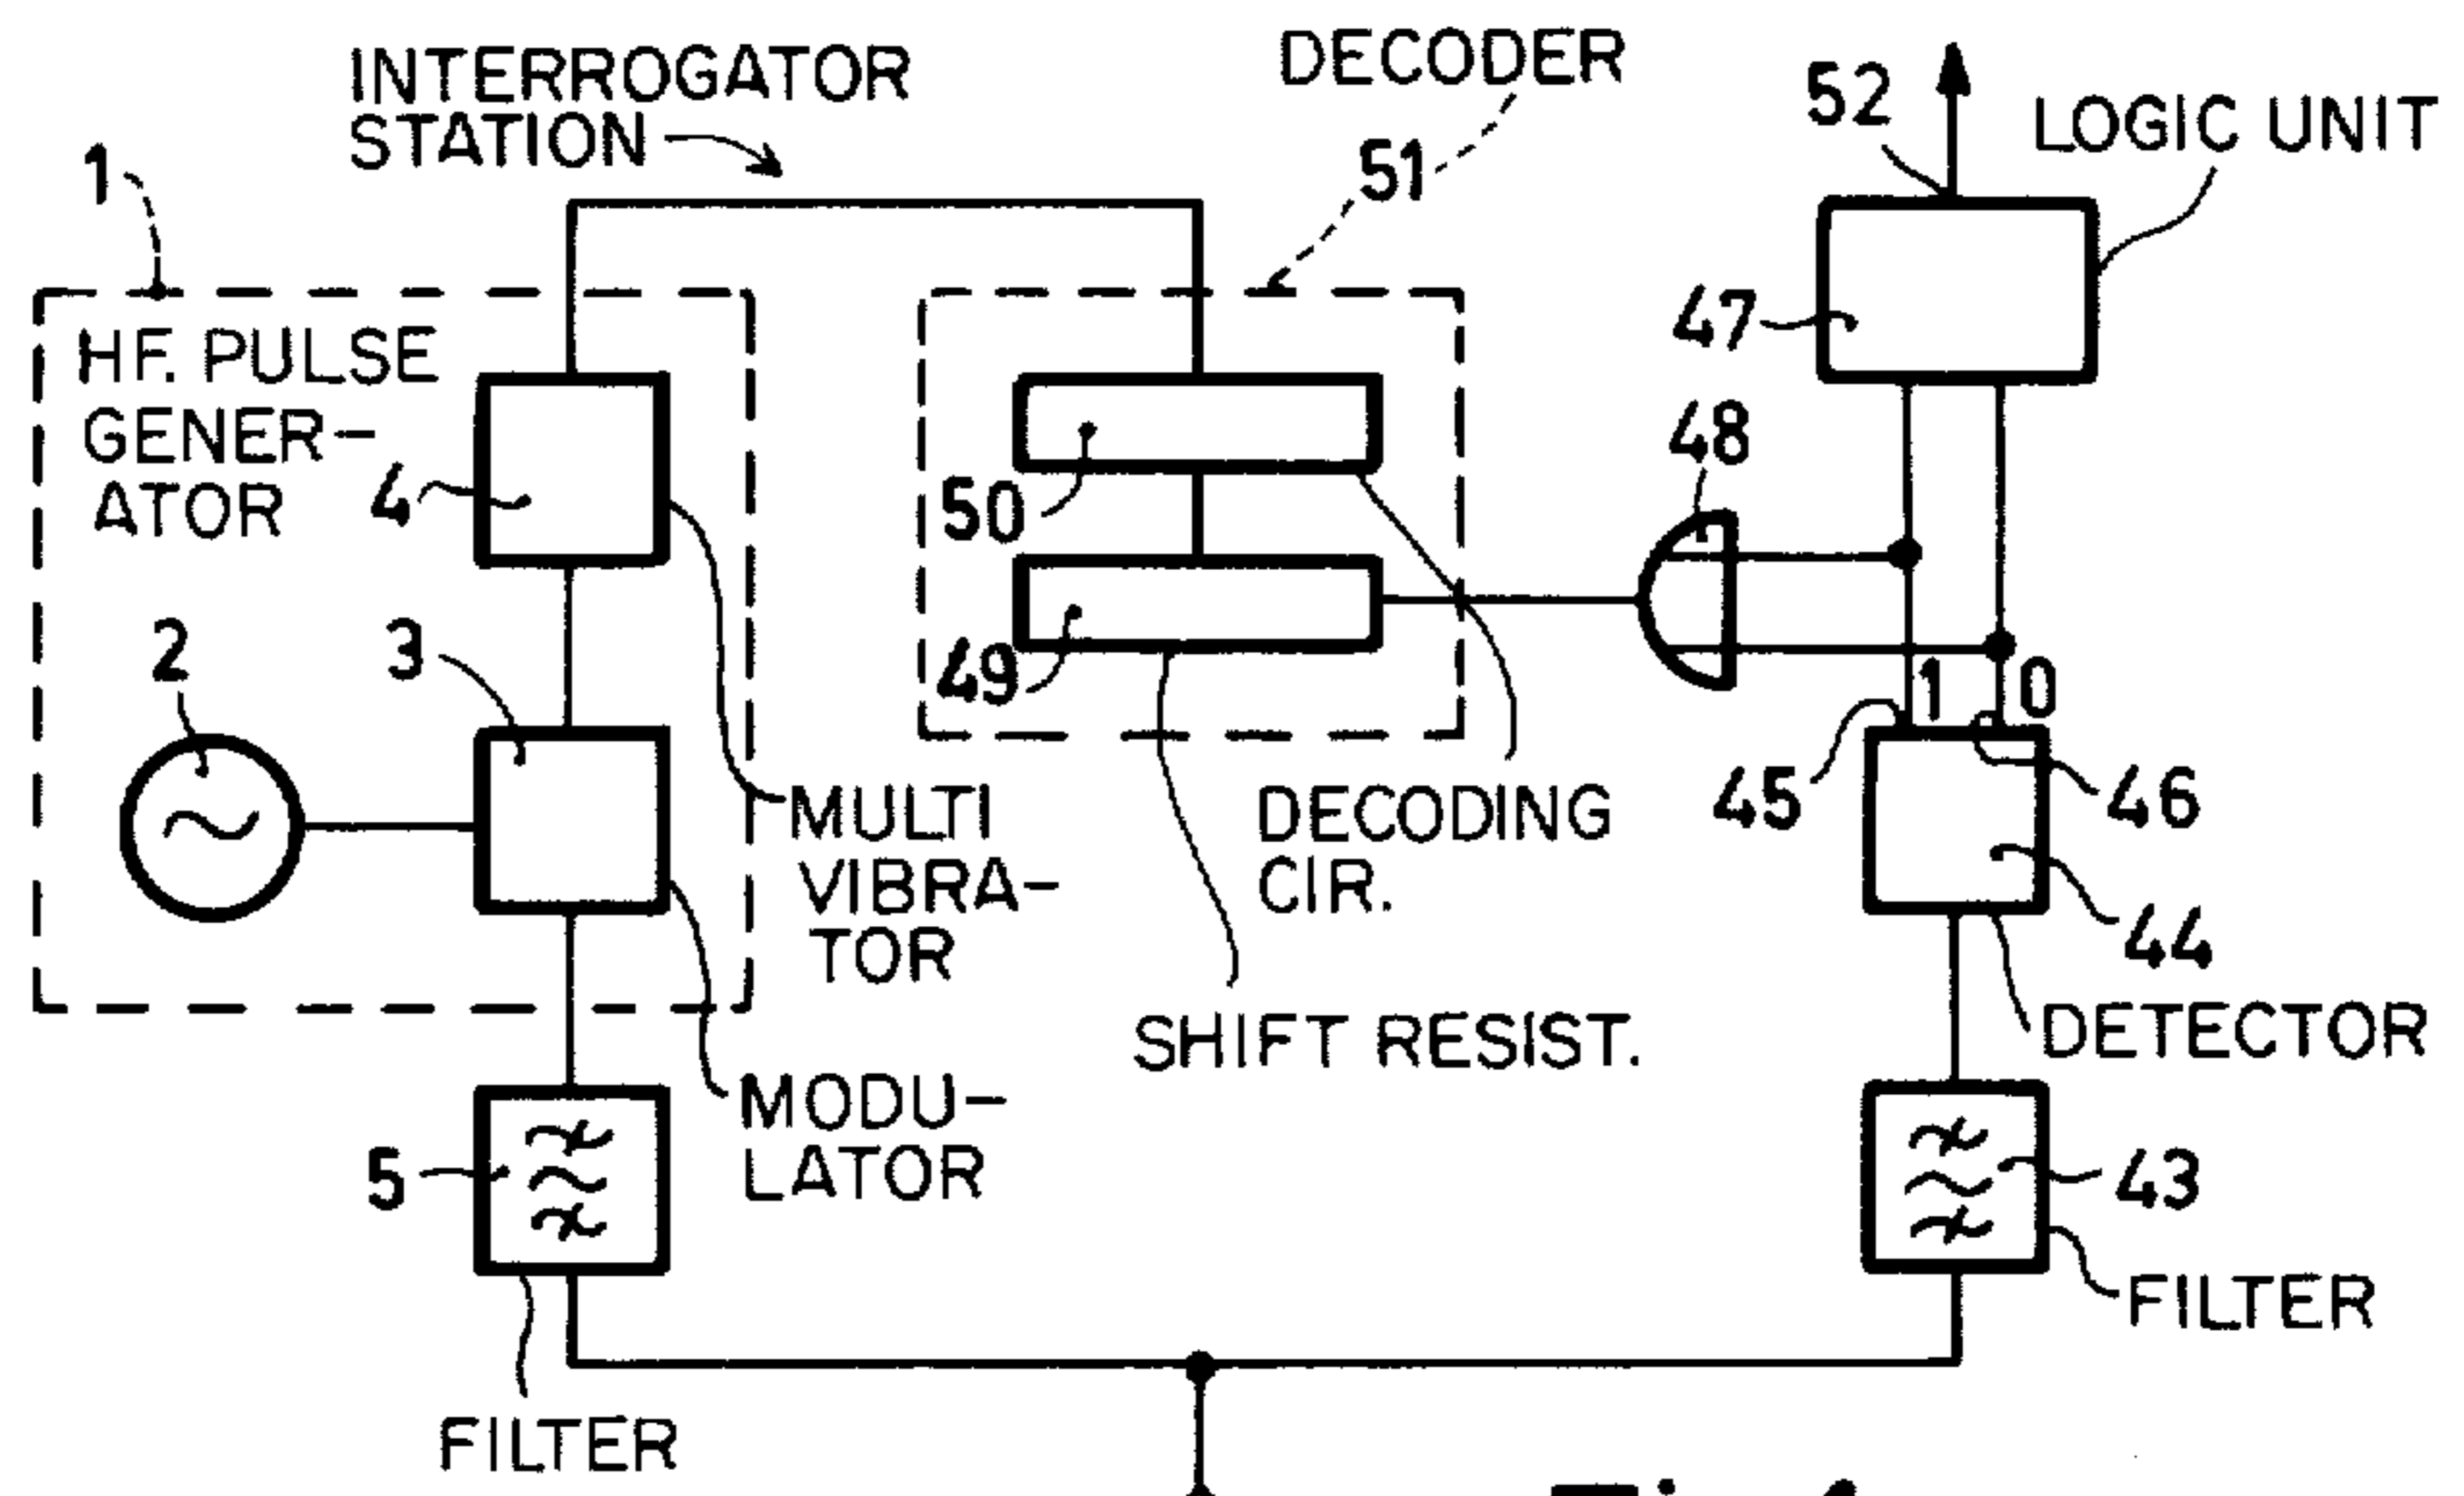 INTERROGATOR
STATION
DECODER
51
52
LOGIC UNIT
1
HF. PULSE
GENER-
ATOR
4
50
47
48
2
3
49
1
0
45
46
MULTI
VIBRA-
TOR
DECODING
CIR.
44
SHIFT RESIST.
DETECTOR
5
MODU-
LATOR
43
FILTER
FILTER